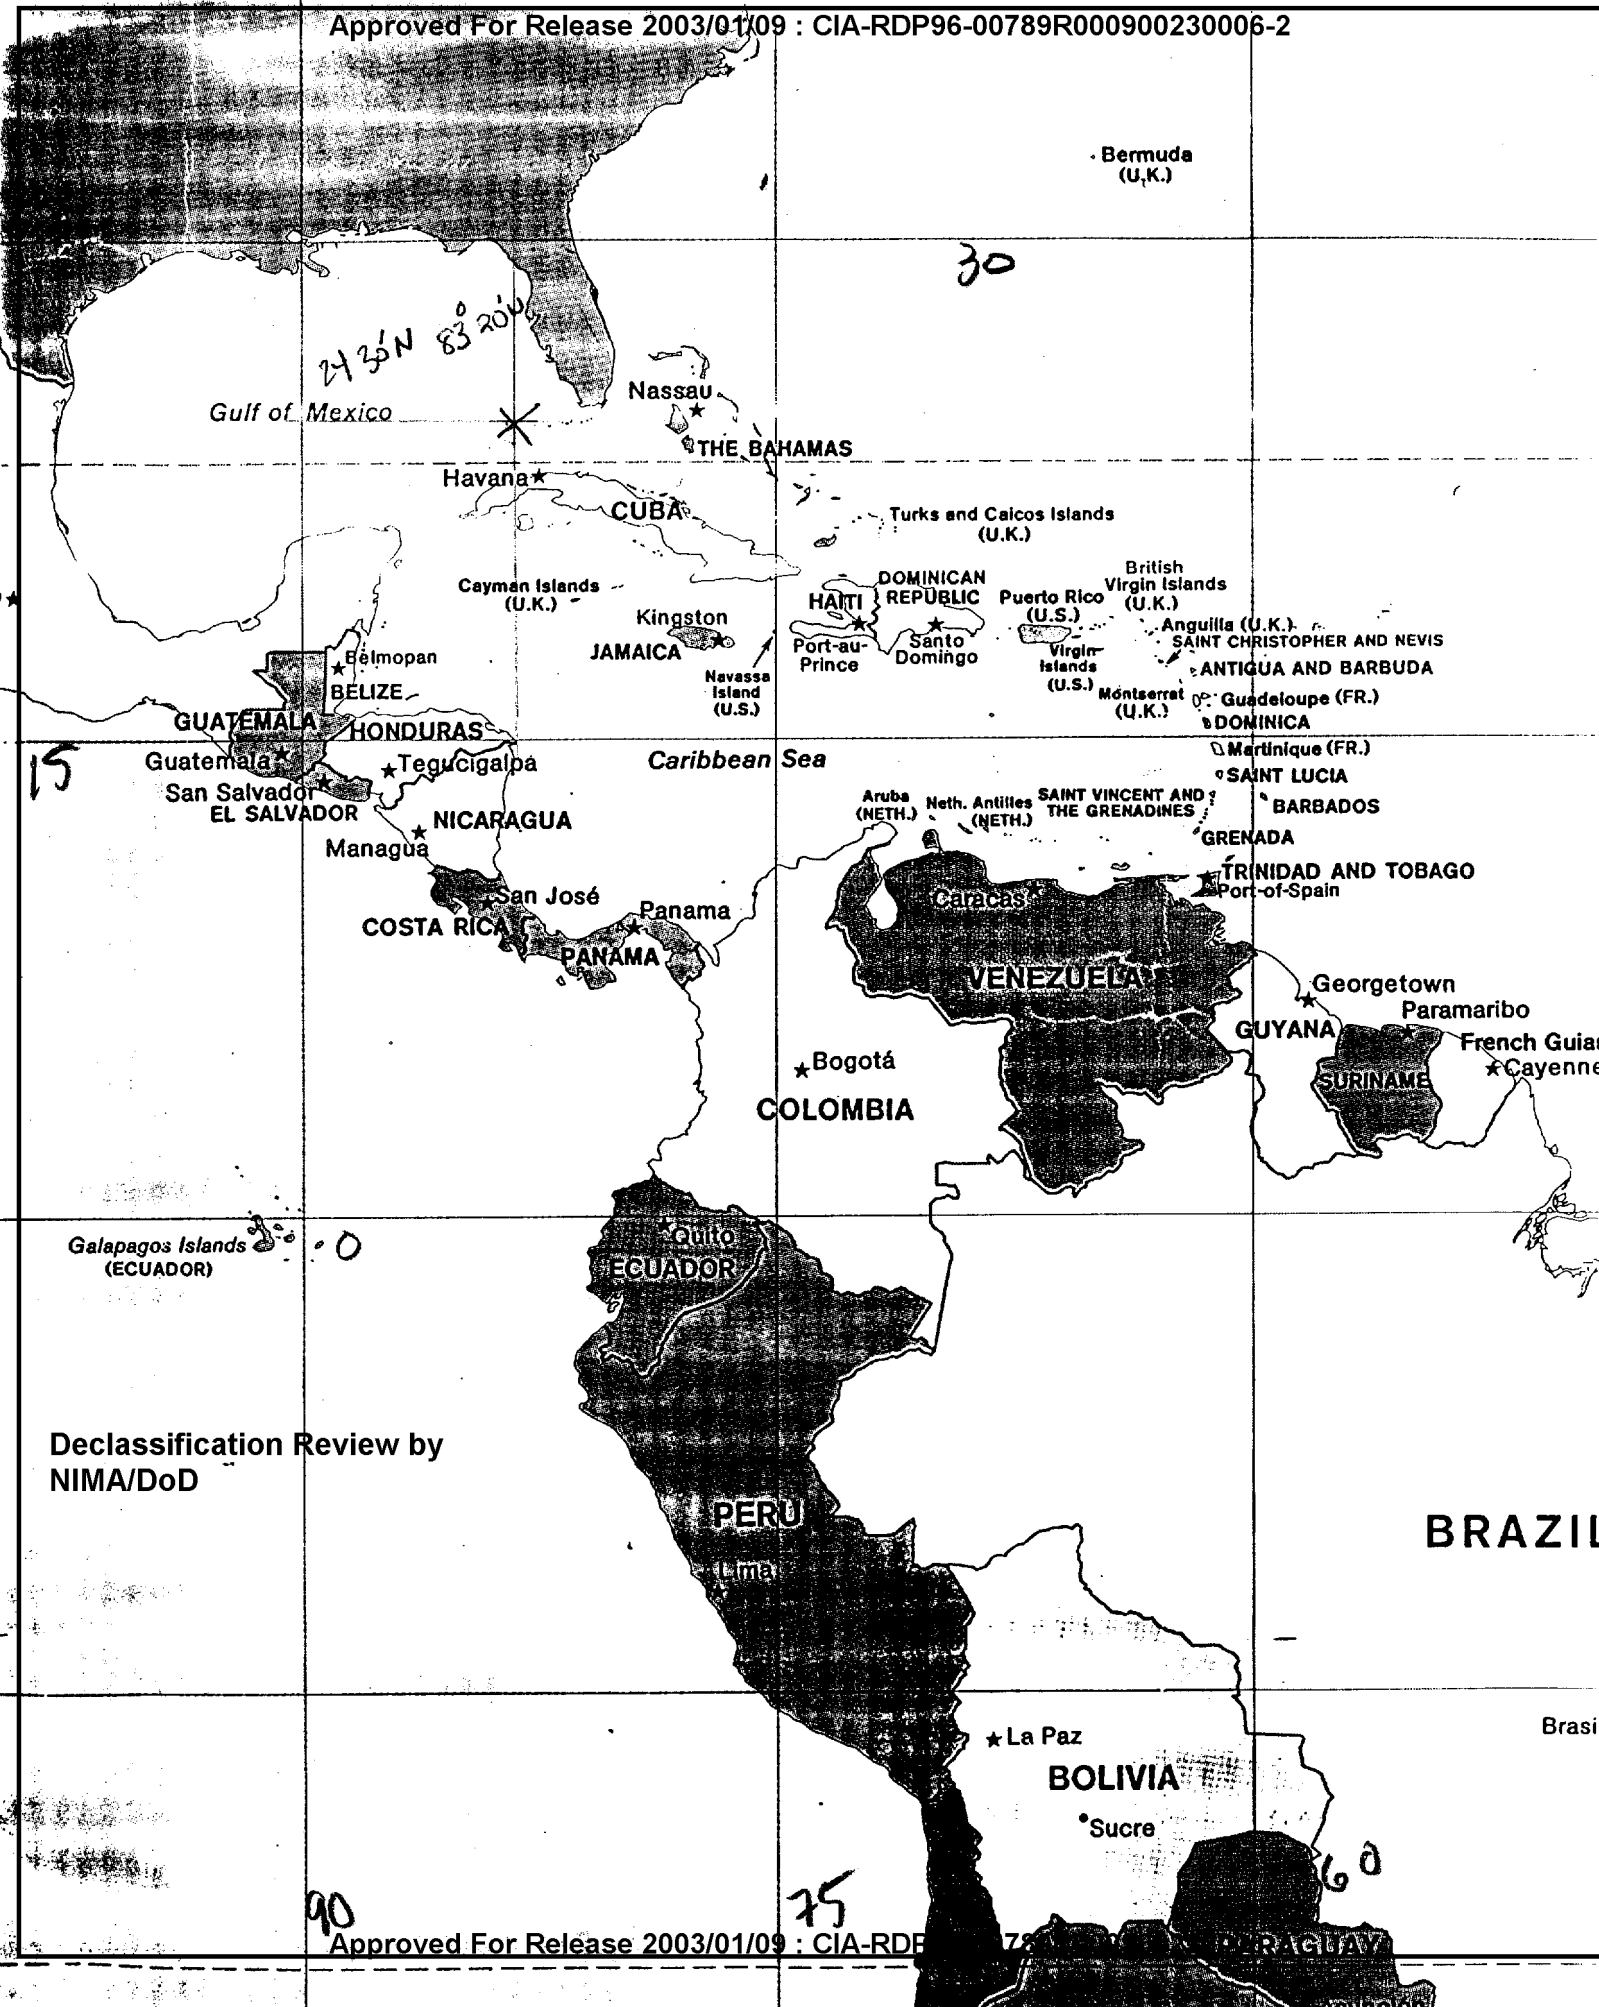 Approved For Release 2003/01/09 : CIA-RDP96-00789R000900230006-2
Bermuda
(U.K.)
30
24 30'N 83° 20'W
Gulf of Mexico
Nassau
THE BAHAMAS
Havana
CUBA
Turks and Caicos Islands
(U.K.)
Cayman Islands
(U.K.)
Kingston
JAMAICA
Navassa
Island
(U.S.)
HAITI
Port-au-
Prince
DOMINICAN
REPUBLIC
Santo
Domingo
Puerto Rico
(U.S.)
British
Virgin Islands
(U.K.)
Virgin
Islands
(U.S.)
Anguilla (U.K.)
SAINT CHRISTOPHER AND NEVIS
ANTIGUA AND BARBUDA
Montserrat
(U.K.)
Guadeloupe (FR.)
DOMINICA
Martinique (FR.)
SAINT LUCIA
SAINT VINCENT AND
THE GRENADINES
BARBADOS
GRENADA
TRINIDAD AND TOBAGO
Port-of-Spain
Belmopan
BELIZE
GUATEMALA
Guatemala
HONDURAS
Tegucigalpa
San Salvador
EL SALVADOR
15
Caribbean Sea
NICARAGUA
Managua
Aruba
(NETH.)
Neth. Antilles
(NETH.)
San José
COSTA RICA
Panama
PANAMA
Caracas
VENEZUELA
Georgetown
GUYANA
Paramaribo
SURINAME
French Guia
Cayenne
Bogotá
COLOMBIA
Galapagos Islands
(ECUADOR)
0
Quito
ECUADOR
Declassification Review by
NIMA/DoD
PERU
Lima
BRAZIL
La Paz
BOLIVIA
Sucre
Brasi
60
90
75
PARAGUAY
Approved For Release 2003/01/09 : CIA-RDP